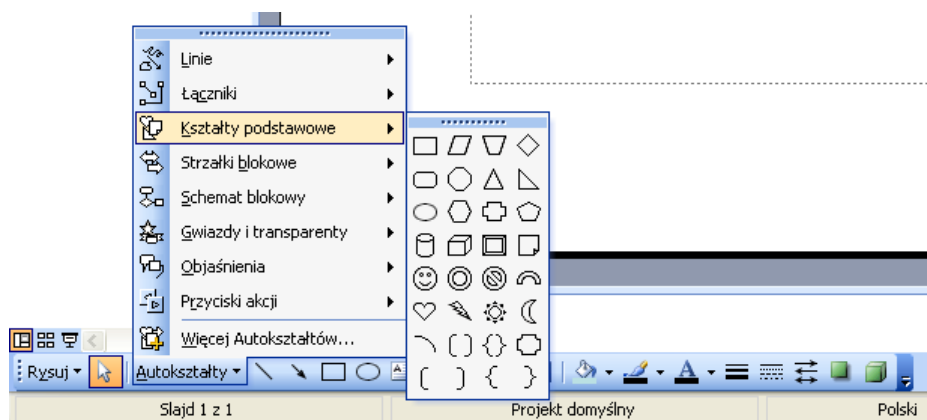 Linie
Łączniki
Kształty podstawowe
Strzałki blokowe
Schemat blokowy
Gwiazdy i transparenty
Objaśnienia
Przyciski akcji
Więcej Autokształtów...
Rysuj
Autokształty
A
Slajd 1 z 1
Projekt domyślny
Polski